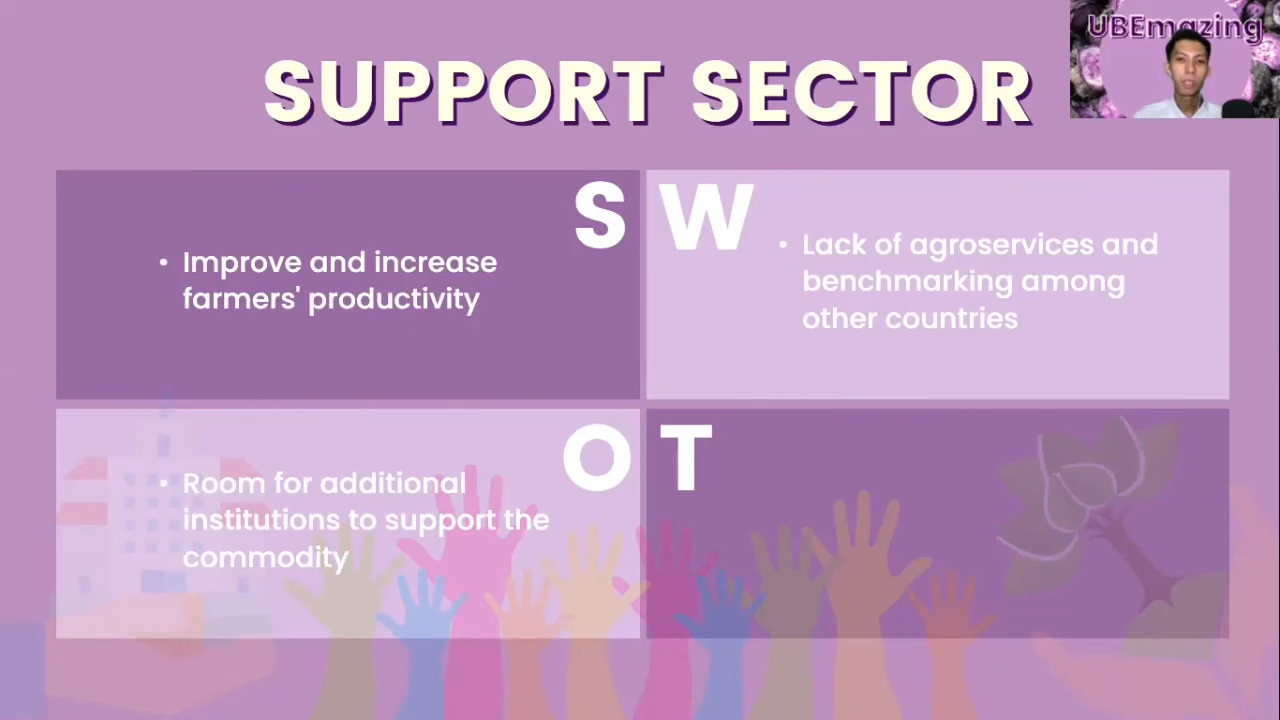 UBEmazing
SUPPORT SECTOR
S
• Improve and increase
farmers' productivity
W
• Lack of agroservices and
benchmarking among
other countries
O
• Room for additional
institutions to support the
commodity
T